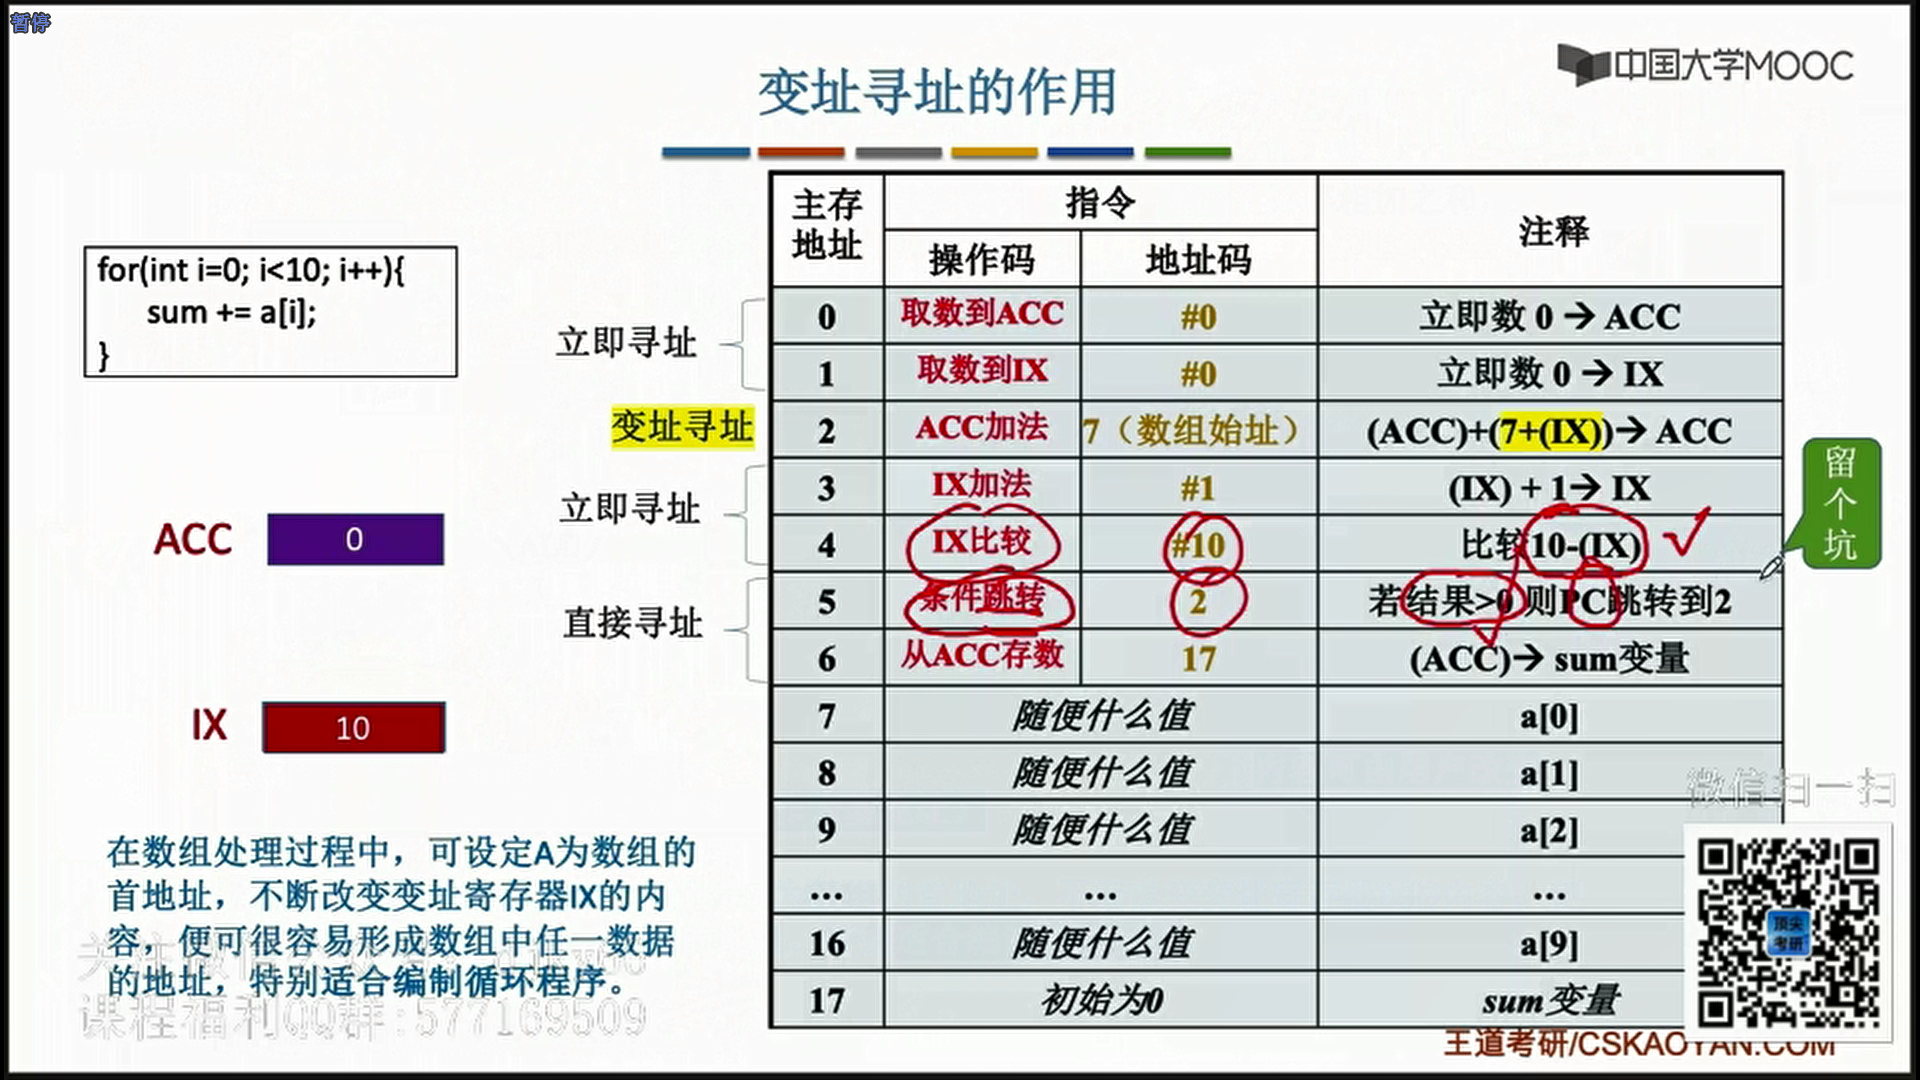 暂停
中国大学MOOC
变址寻址的作用
for(int i=0; i<10; i++){
sum += a[i];
}
主存地址 指令 注释
操作码 地址码
立即寻址
0 取数到ACC #0 立即数 0 → ACC
1 取数到IX #0 立即数 0 → IX
变址寻址
2 ACC加法 7（数组始址） (ACC)+(7+(IX))→ ACC
立即寻址
3 IX加法 #1 (IX) + 1→ IX
4 IX比较 #10 比较10-(IX)
留个坑
直接寻址
5 条件跳转 2 若结果>0 则PC跳转到2
6 从ACC存数 17 (ACC)→ sum变量
7 随便什么值 a[0]
8 随便什么值 a[1]
9 随便什么值 a[2]
... ... ...
16 随便什么值 a[9]
17 初始为0 sum变量
ACC 0
IX 10
在数组处理过程中，可设定A为数组的
首地址，不断改变变址寄存器IX的内
容，便可很容易形成数组中任一数据
的地址，特别适合编制循环程序。
课程福利QQ群:577169509
微信扫一扫
顶尖
考研
王道考研/CSKAOYAN.COM